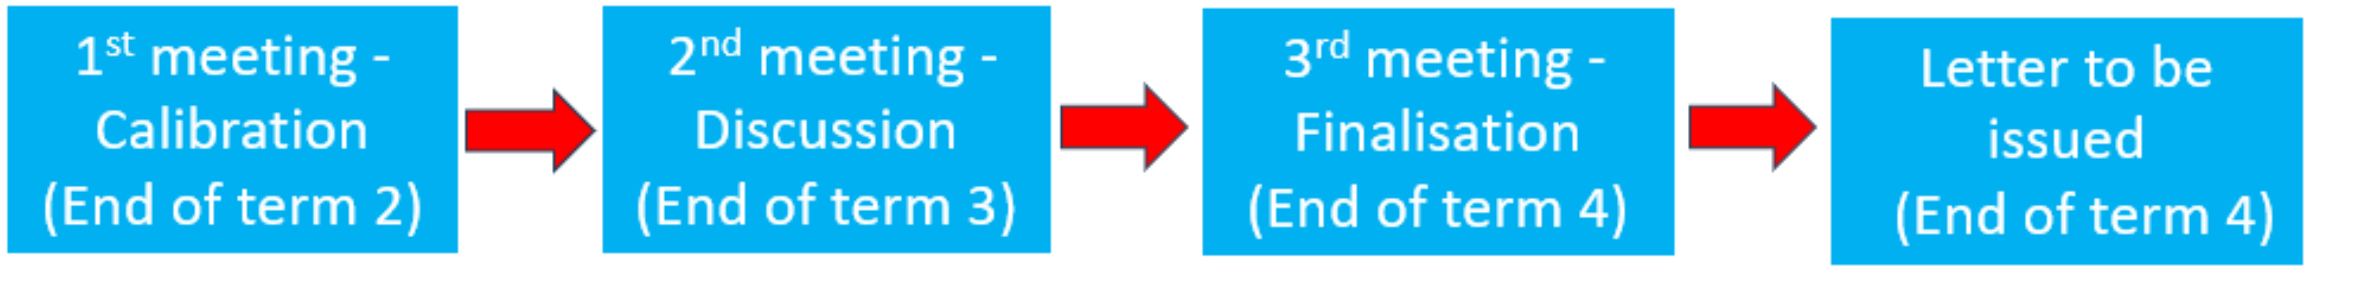 1st meeting -
Calibration
(End of term 2)
2nd meeting -
Discussion
(End of term 3)
3rd meeting -
Finalisation
(End of term 4)
Letter to be
issued
(End of term 4)